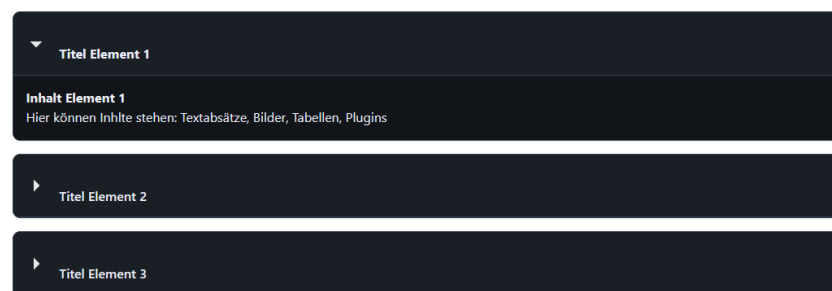 Titel Element 1
Inhalt Element 1
Hier können Inhlte stehen: Textabsätze, Bilder, Tabellen, Plugins
Titel Element 2
Titel Element 3